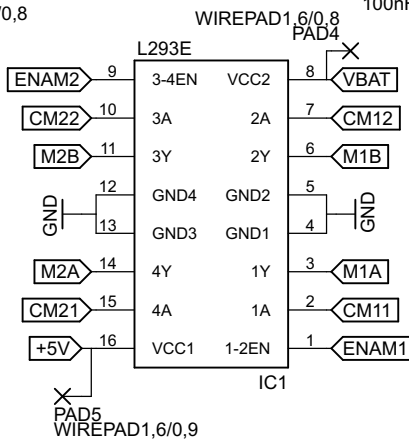 /0,8
WIREPAD1,6/0,8
100nF
PAD4
L293E
ENAM2 9 3-4EN VCC2 8 VBAT
CM22 10 3A 2A 7 CM12
M2B 11 3Y 2Y 6 M1B
GND 12 GND4 GND2 5 GND
13 GND3 GND1 4
M2A 14 4Y 1Y 3 M1A
CM21 15 4A 1A 2 CM11
+5V 16 VCC1 1-2EN 1 ENAM1
IC1
PAD5
WIREPAD1,6/0,9